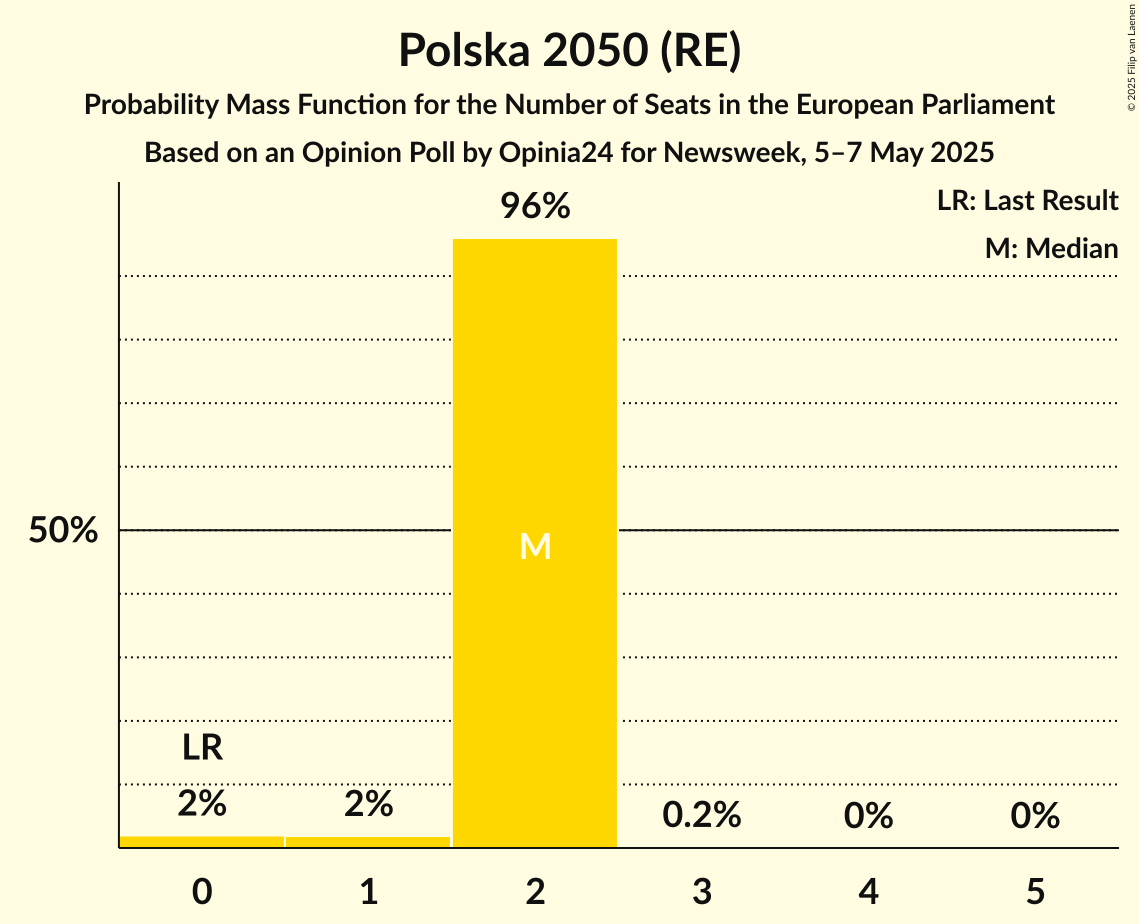 Polska 2050 (RE)
Probability Mass Function for the Number of Seats in the European Parliament
Based on an Opinion Poll by Opinia24 for Newsweek, 5–7 May 2025
© 2025 Filip van Laenen
LR: Last Result
M: Median
96%
50%
M
LR
2%
2%
0.2%
0%
0%
0
1
2
3
4
5